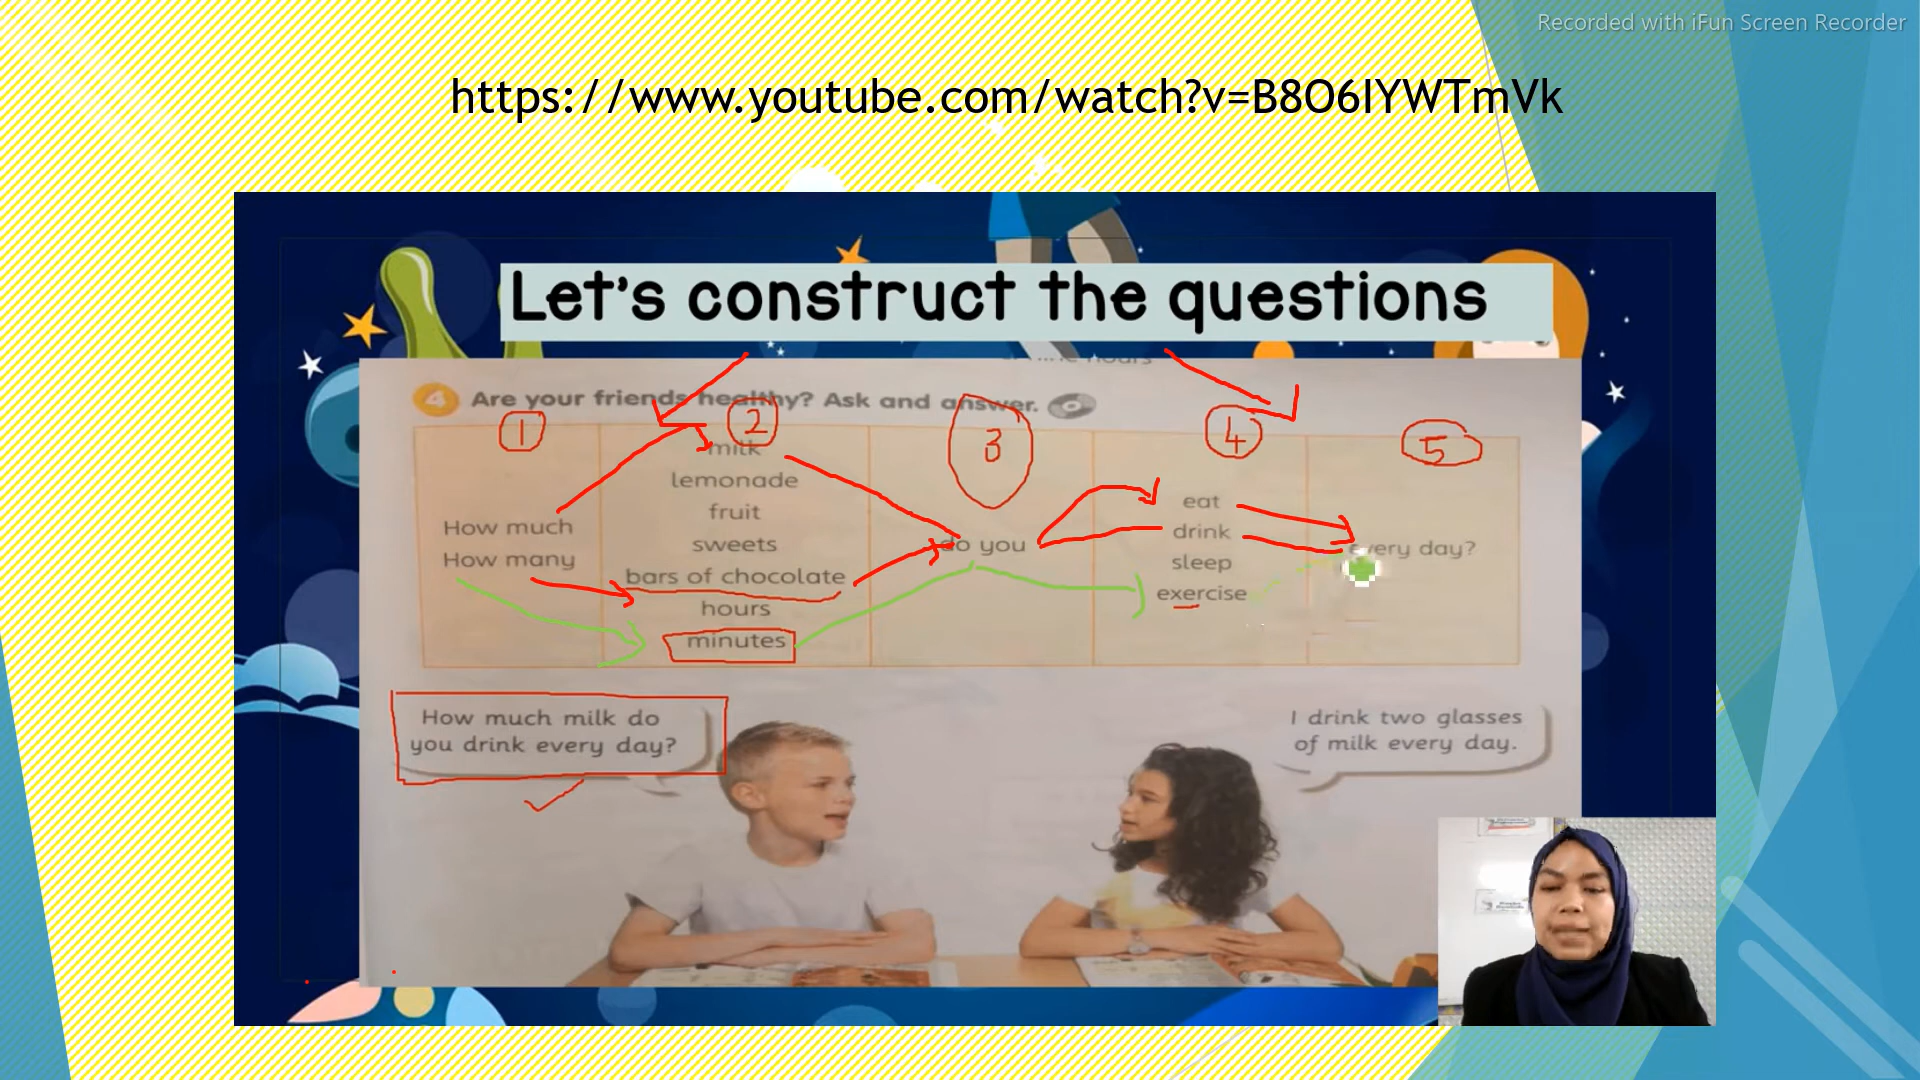 Recorded with iFun Screen Recorder
https://www.youtube.com/watch?v=B8O6IYWTmVk
Let's construct the questions
hours
4 Are your friends healthy? Ask and answer.
1 2 3 4 5
How much
How many
milk
lemonade
fruit
sweets
bars of chocolate
hours
minutes
do you
eat
drink
sleep
exercise
every day?
How much milk do
you drink every day?
I drink two glasses
of milk every day.